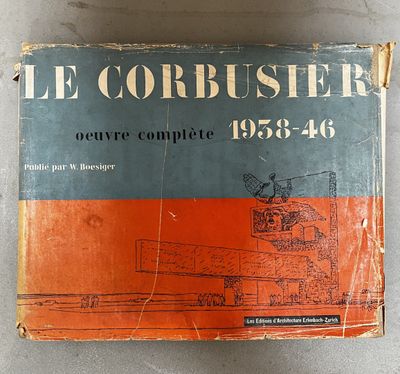 LE CORBUSIER
oeuvre complète 1938-46
Publié par W. Boesiger
Les Editions d'Architecture Erlenbach-Zurich